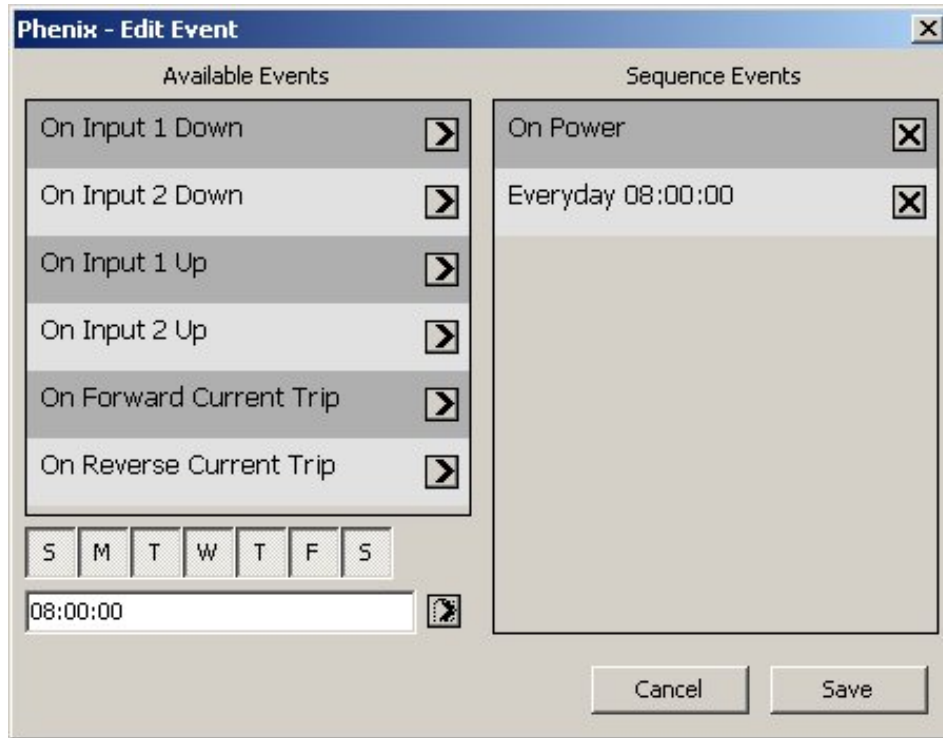 Phenix - Edit Event
Available Events
On Input 1 Down
On Input 2 Down
On Input 1 Up
On Input 2 Up
On Forward Current Trip
On Reverse Current Trip
S M T W T F S
08:00:00
Sequence Events
On Power
Everyday 08:00:00
Cancel
Save